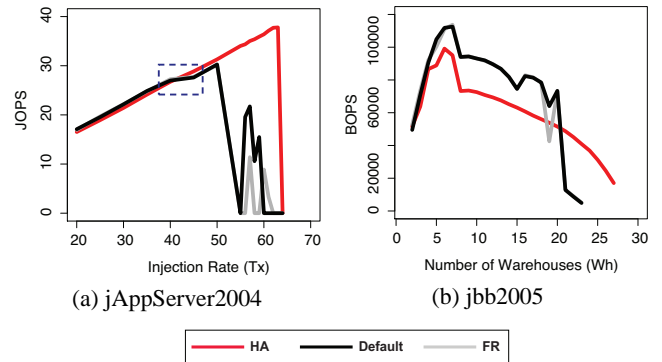 JOPS
40
30
20
10
0
20 30 40 50 60 70
Injection Rate (Tx)
(a) jAppServer2004
BOPS
100000
60000
20000
0
0 5 10 15 20 25 30
Number of Warehouses (Wh)
(b) jbb2005
HA Default FR